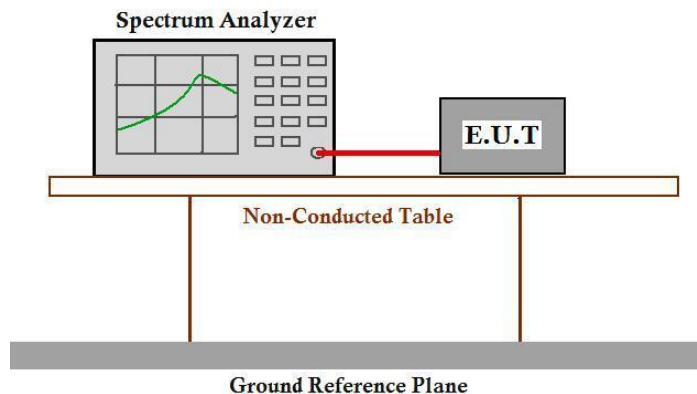 Spectrum Analyzer
E.U.T
Non-Conducted Table
Ground Reference Plane